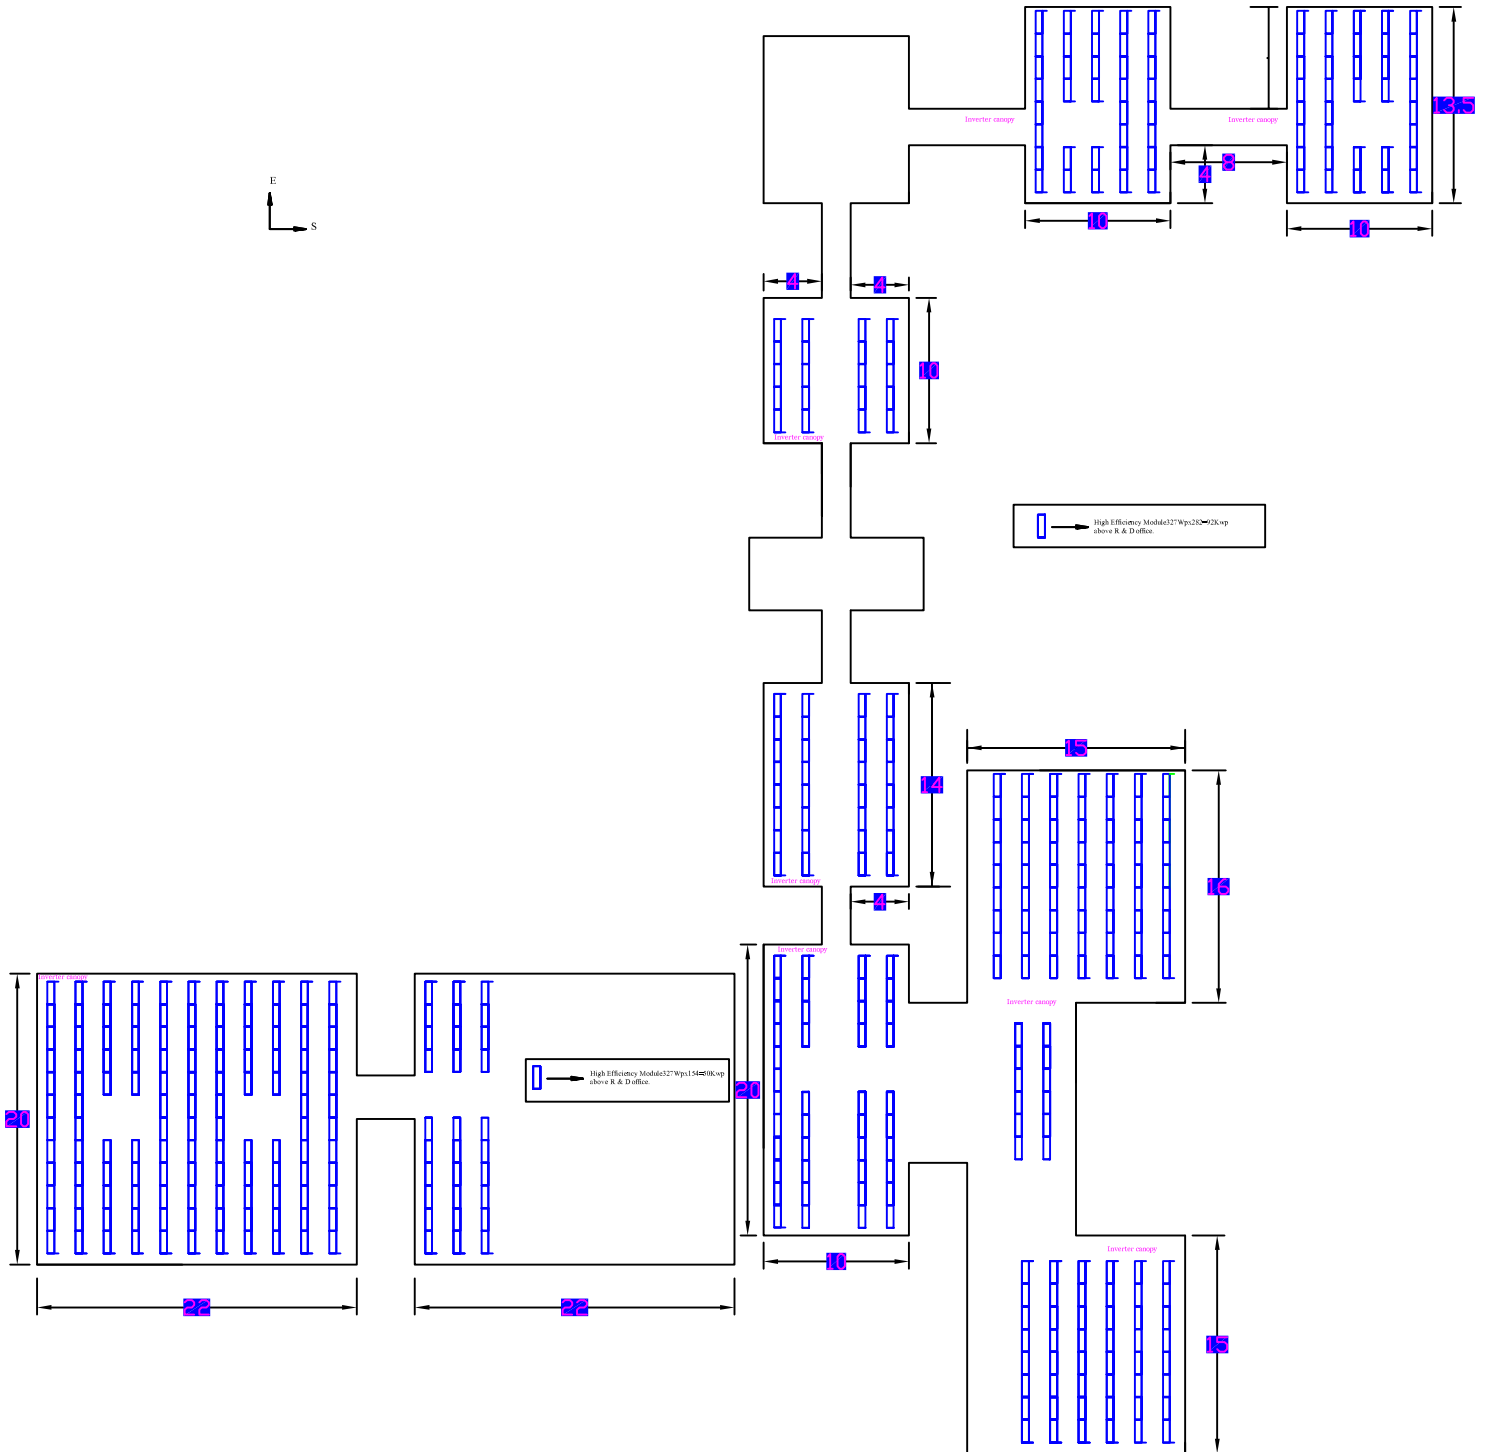 13.5
Inverter canopy
Inverter canopy
8
4
E
S
10
10
4
4
10
Inverter canopy
High Efficiency Module327Wpx282=92Kwp
above R & D office.
15
14
Inverter canopy
16
4
Inverter canopy
Inverter canopy
Inverter canopy
High Efficiency Module327Wpx154=50Kwp
above R & D office.
20
20
Inverter canopy
10
22
22
15